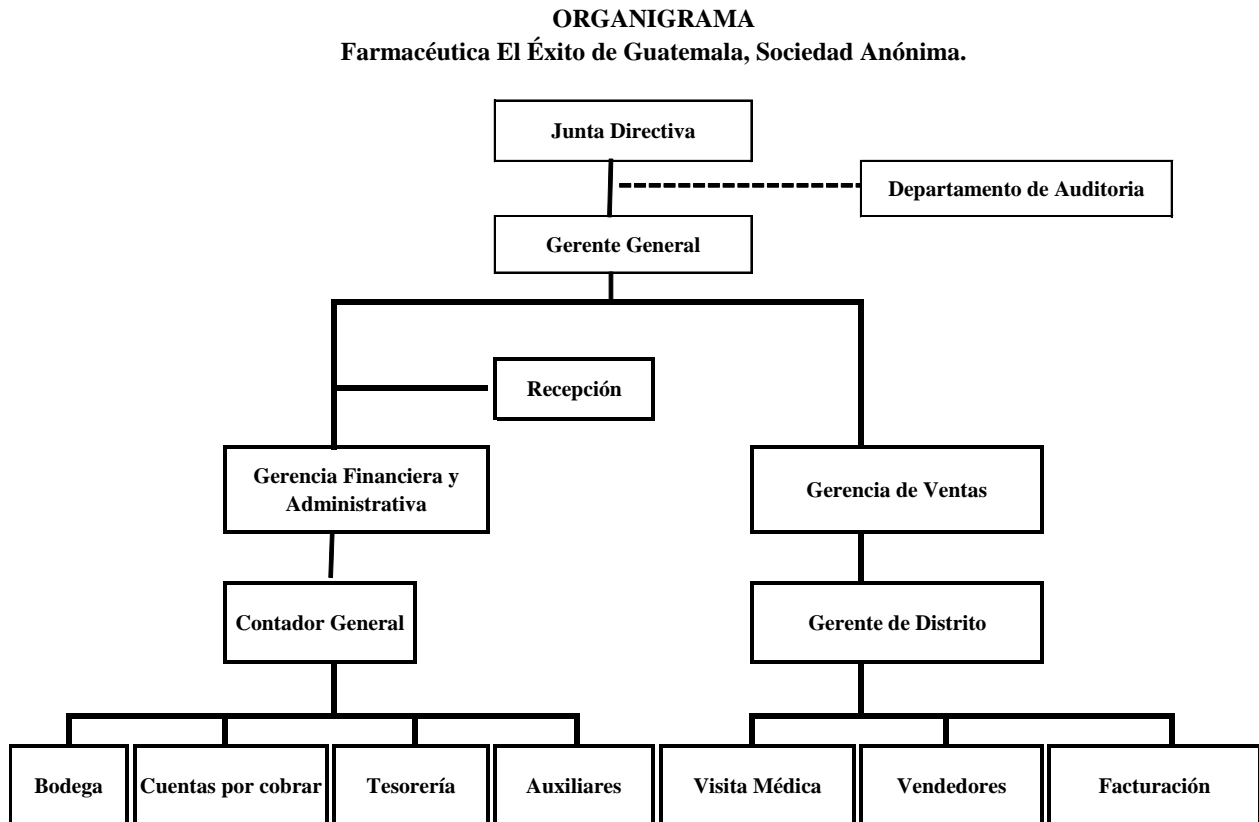 ORGANIGRAMA
Farmacéutica El Éxito de Guatemala, Sociedad Anónima.
Junta Directiva
Departamento de Auditoria
Gerente General
Recepción
Gerencia Financiera y
Administrativa
Gerencia de Ventas
Contador General
Gerente de Distrito
Bodega
Cuentas por cobrar
Tesorería
Auxiliares
Visita Médica
Vendedores
Facturación